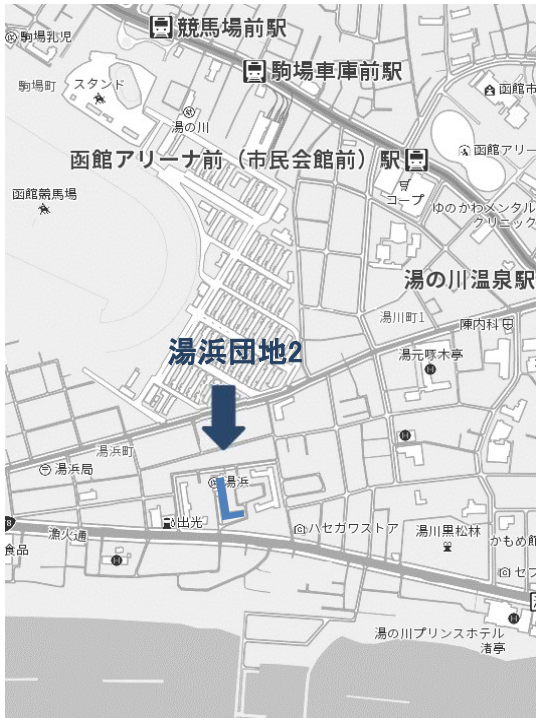 競馬場前駅
駒場乳児
駒場車庫前駅
駒場町
スタンド
函館市
湯の川
函館アリーナ前（市民会館前）駅
函館アリー
コープ
函館競馬場
ゆのかわメンタル
クリニック
湯の川温泉駅
湯川町1
陳内科
湯浜団地2
湯元啄木亭
H
湯浜町
H
湯浜局
湯浜
出光
漁火通
ハセガワストア
湯川黒松林
食品
かもめ館
H
セブ
H
湯の川プリンスホテル
渚亭